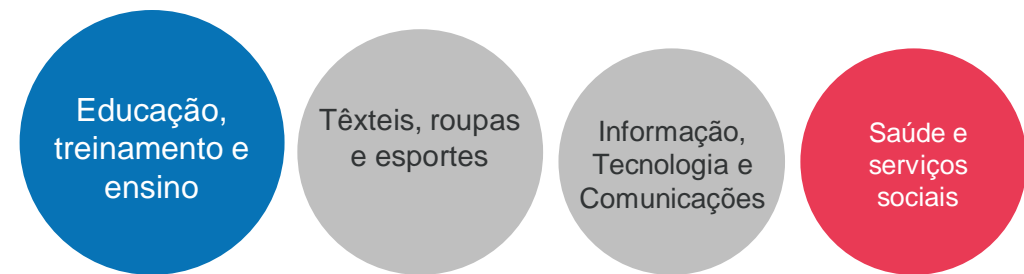 Educação,
treinamento e
ensino
Têxteis, roupas
e esportes
Informação,
Tecnologia e
Comunicações
Saúde e
serviços
sociais